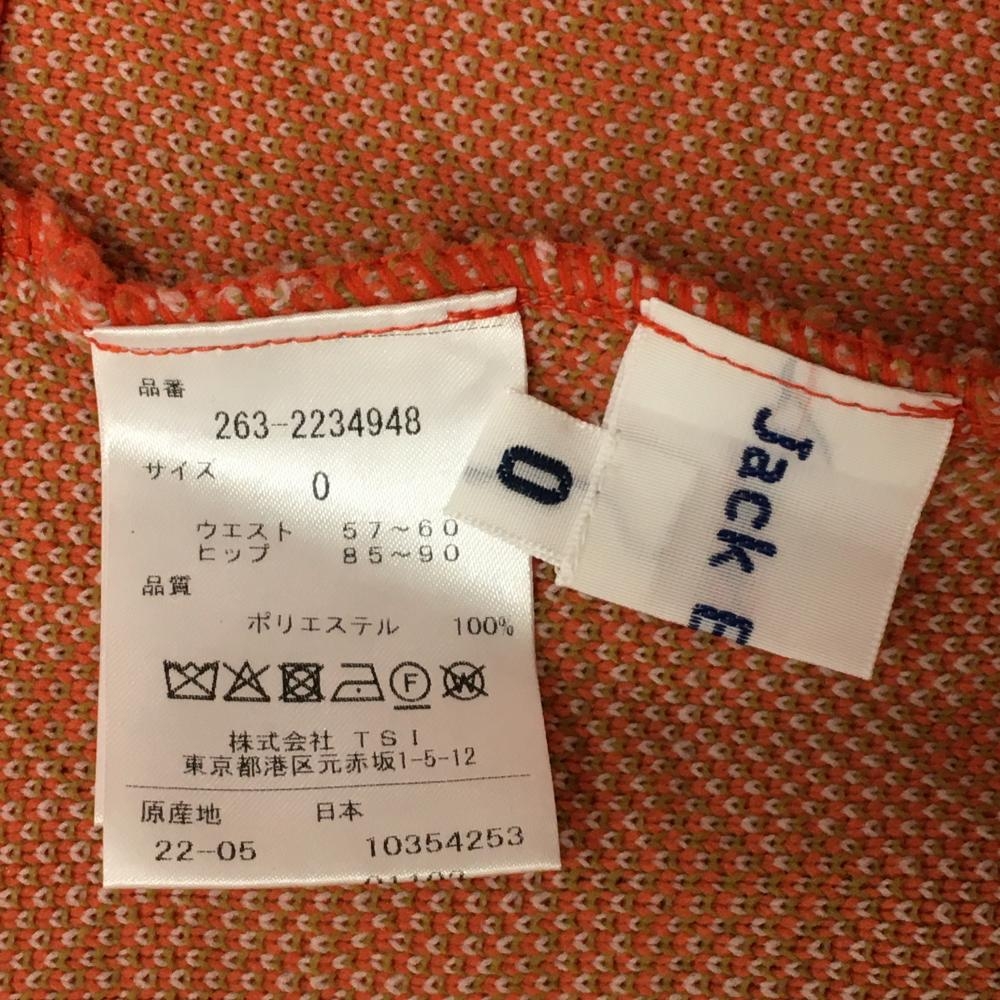 品番
263-2234948
サイズ
0
ウエスト 57～60
ヒップ 85～90
品質
ポリエステル 100%
F
W
株式会社 TSI
東京都港区元赤坂1-5-12
原産地 日本
22-05 10354253
0
Jack